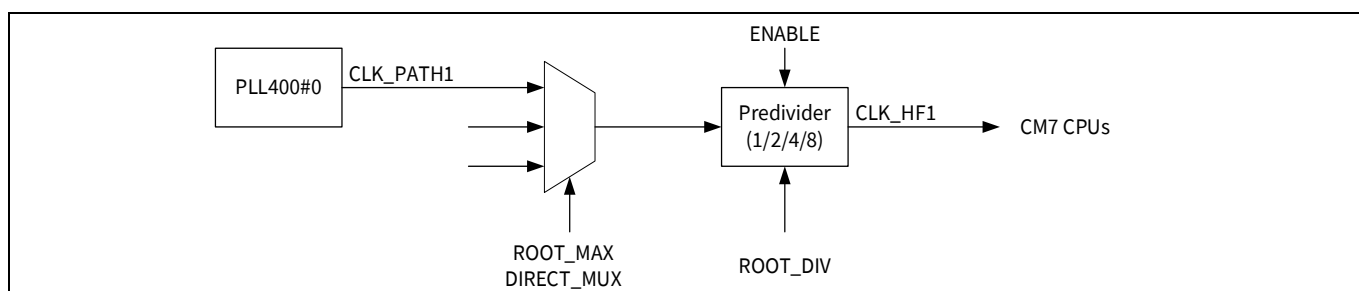 ENABLE
PLL400#0
CLK_PATH1
Predivider
(1/2/4/8)
CLK_HF1
CM7 CPUs
ROOT_MAX
DIRECT_MUX
ROOT_DIV